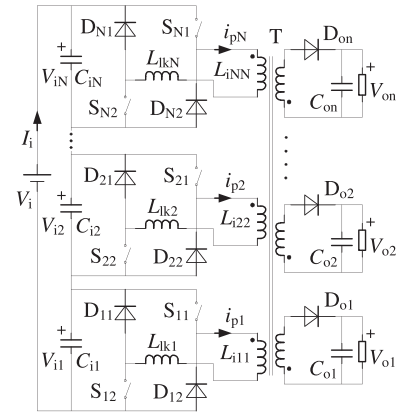 D_N1 S_N1 i_pN T D_on
+ L_lkN +
V_iN C_iN L_iNN C_on V_on
S_N2 D_N2
I_i
D_21 S_21 i_p2 D_o2
+ L_lk2 +
V_i V_i2 C_i2 L_i22 C_o2 V_o2
S_22 D_22
D_11 S_11 i_p1 D_o1
+ L_lk1 +
V_i1 C_i1 L_i11 C_o1 V_o1
S_12 D_12